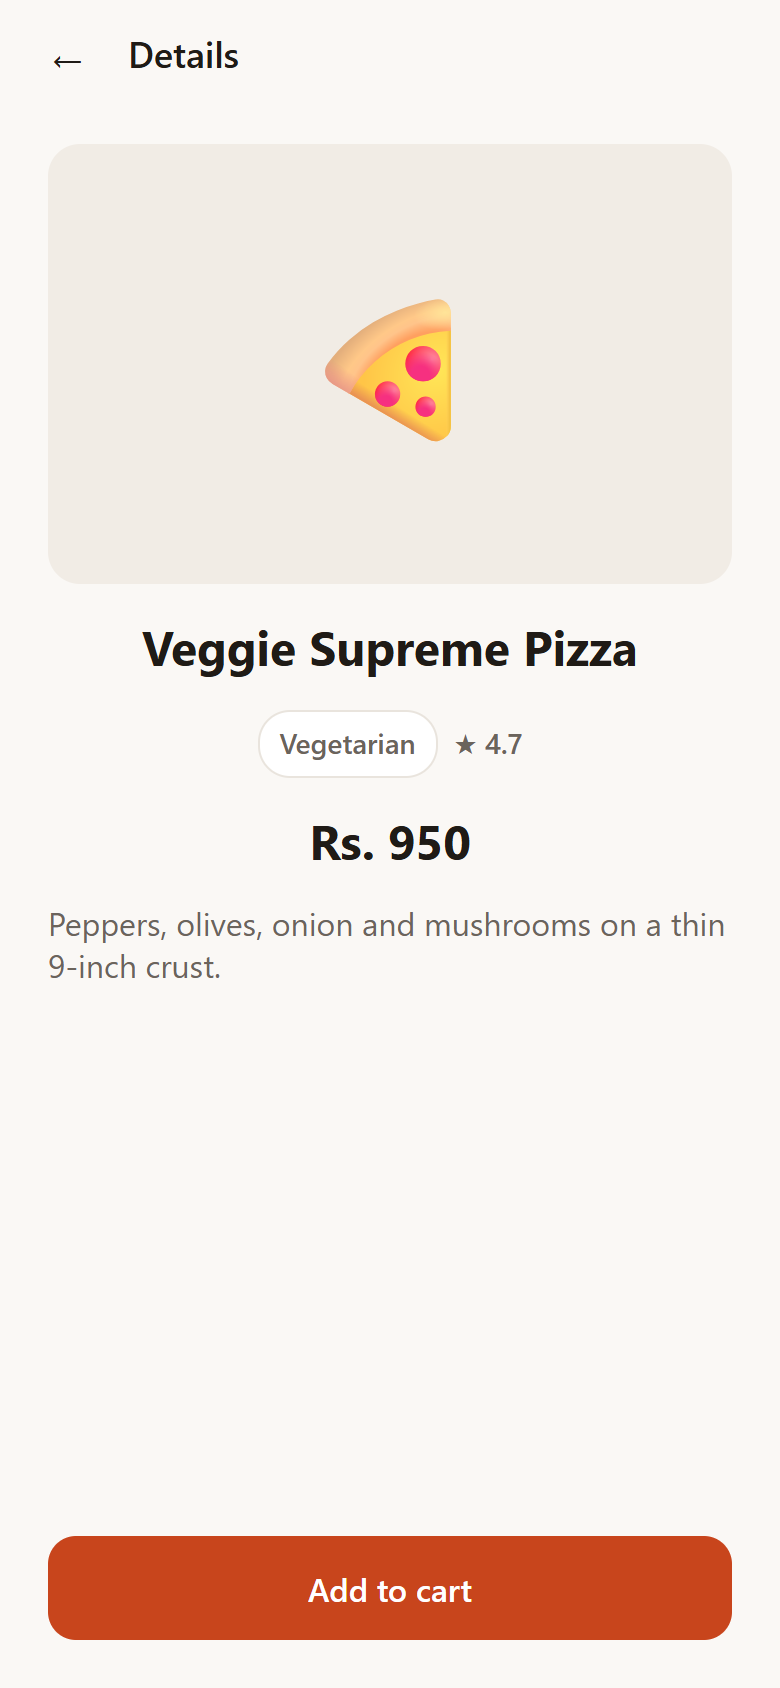 ← Details
Veggie Supreme Pizza
Vegetarian ★ 4.7
Rs. 950
Peppers, olives, onion and mushrooms on a thin
9-inch crust.
Add to cart